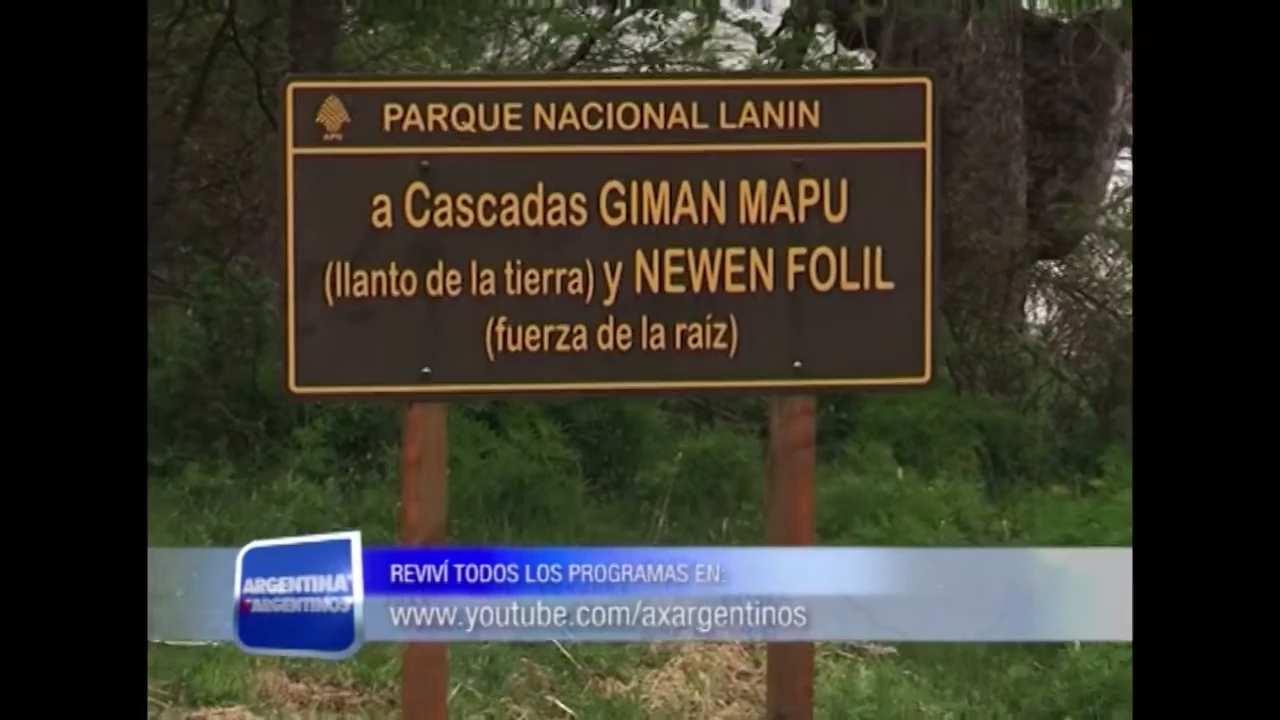 PARQUE NACIONAL LANIN
APN
a Cascadas GIMAN MAPU
(llanto de la tierra) y NEWEN FOLIL
(fuerza de la raíz)
ARGENTINA
X ARGENTINOS
REVIVÍ TODOS LOS PROGRAMAS EN:
www.youtube.com/axargentinos